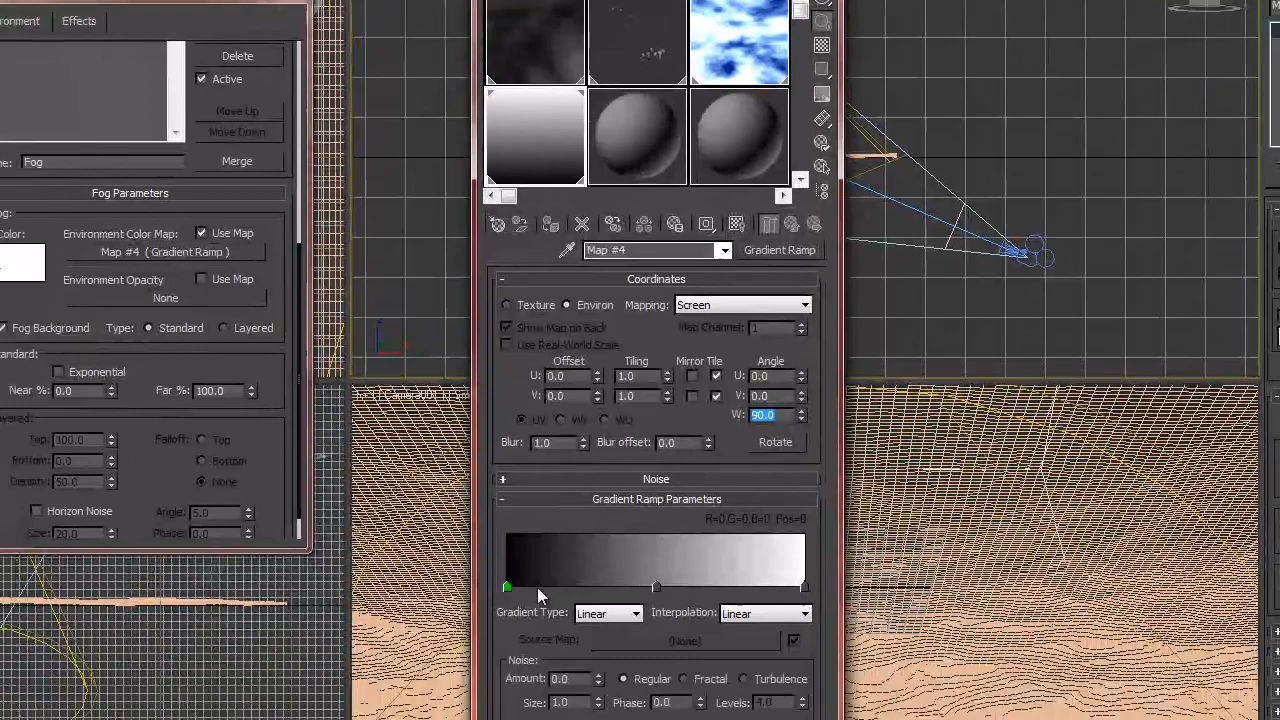 ironment Effects
Delete
Active
Move Up
Move Down
ne: Fog
Merge
Fog Parameters
og:
Color:
Environment Color Map: Use Map
Map #4 (Gradient Ramp)
Environment Opacity Use Map
None
Fog Background Type: Standard Layered
tandard:
Exponential
Near %: 0.0 Far %: 100.0
ayered:
Top: 100.0 Falloff: Top
Bottom: 0.0 Bottom
Density: 50.0 None
Horizon Noise Angle: 5.0
Size: 20.0 Phase: 0.0
Map #4 Gradient Ramp
Coordinates
Texture Environ Mapping: Screen
Show Map on Back Map Channel: 1
Use Real-World Scale
Offset Tiling Mirror Tile Angle
U: 0.0 1.0 U: 0.0
V: 0.0 1.0 V: 0.0
W: 90.0
UV VW WU
Blur: 1.0 Blur offset: 0.0 Rotate
Noise
Gradient Ramp Parameters
R=0,G=0,B=0, Pos=0
Gradient Type: Linear Interpolation: Linear
Source Map: (None)
Noise:
Amount: 0.0 Regular Fractal Turbulence
Size: 1.0 Phase: 0.0 Levels: 4.0